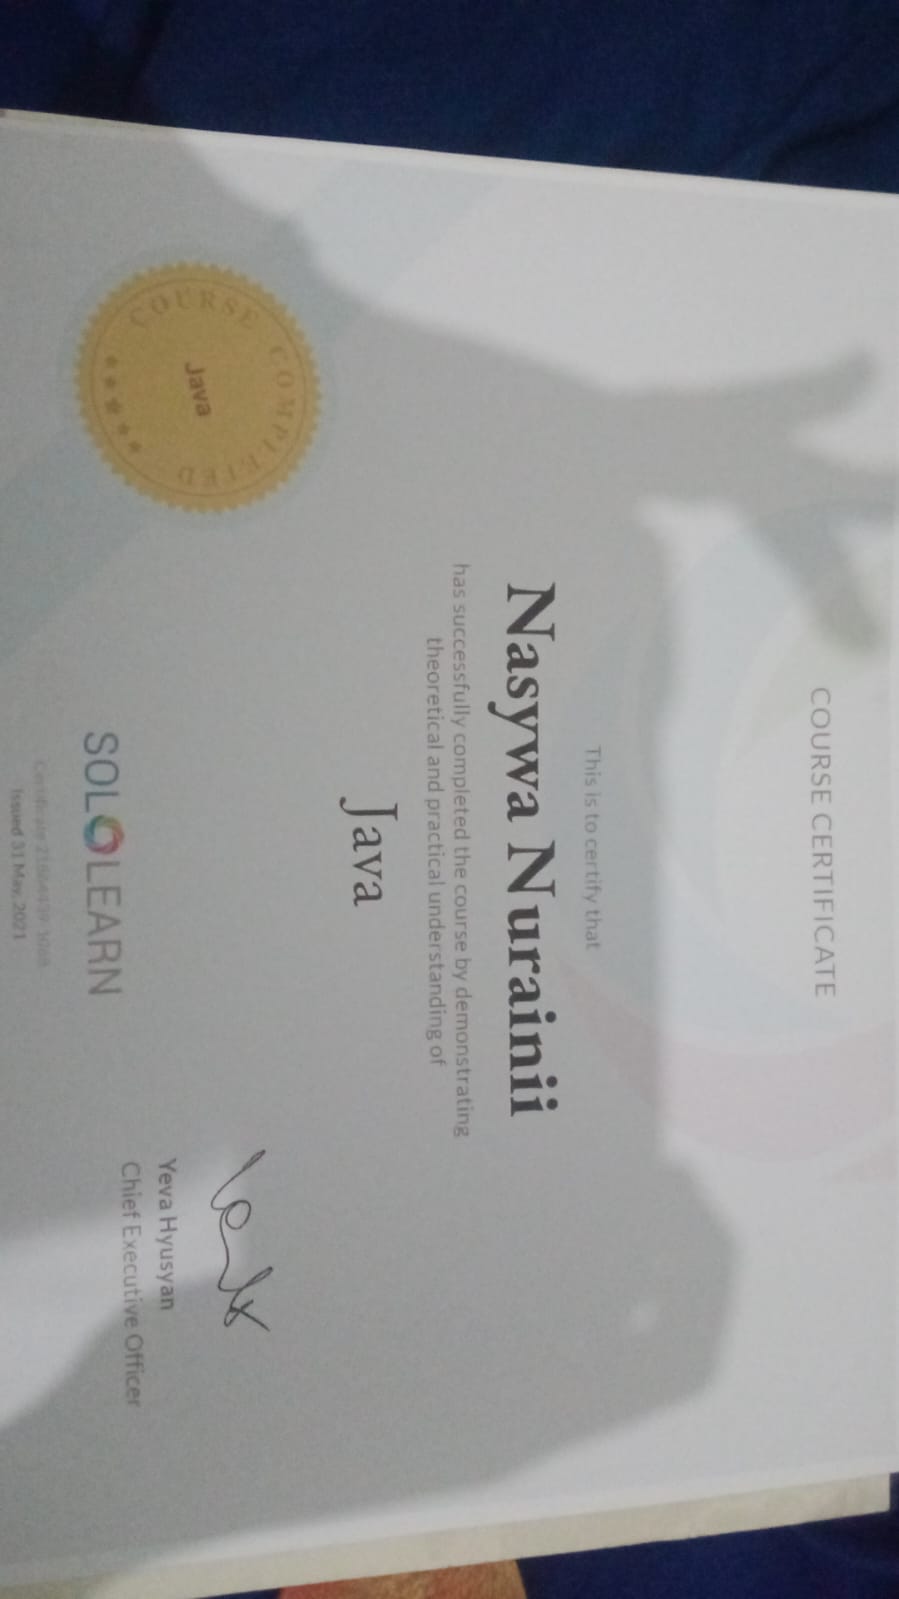 COURSE CERTIFICATE
This is to certify that
Nasywa Nurainii
has successfully completed the course by demonstrating
theoretical and practical understanding of
Java
COURSE COMPLETED
Java
Yeva Hyusyan
Chief Executive Officer
SOLOLEARN
Certificate
Issued 31 May, 2021